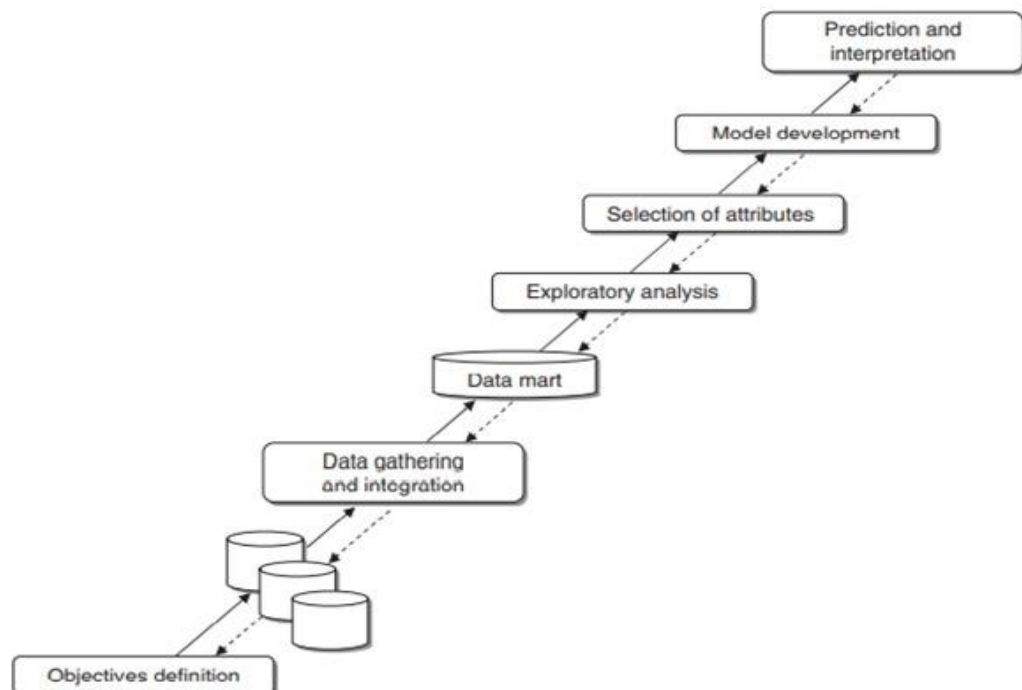 Prediction and
interpretation
Model development
Selection of attributes
Exploratory analysis
Data mart
Data gathering
and integration
Objectives definition